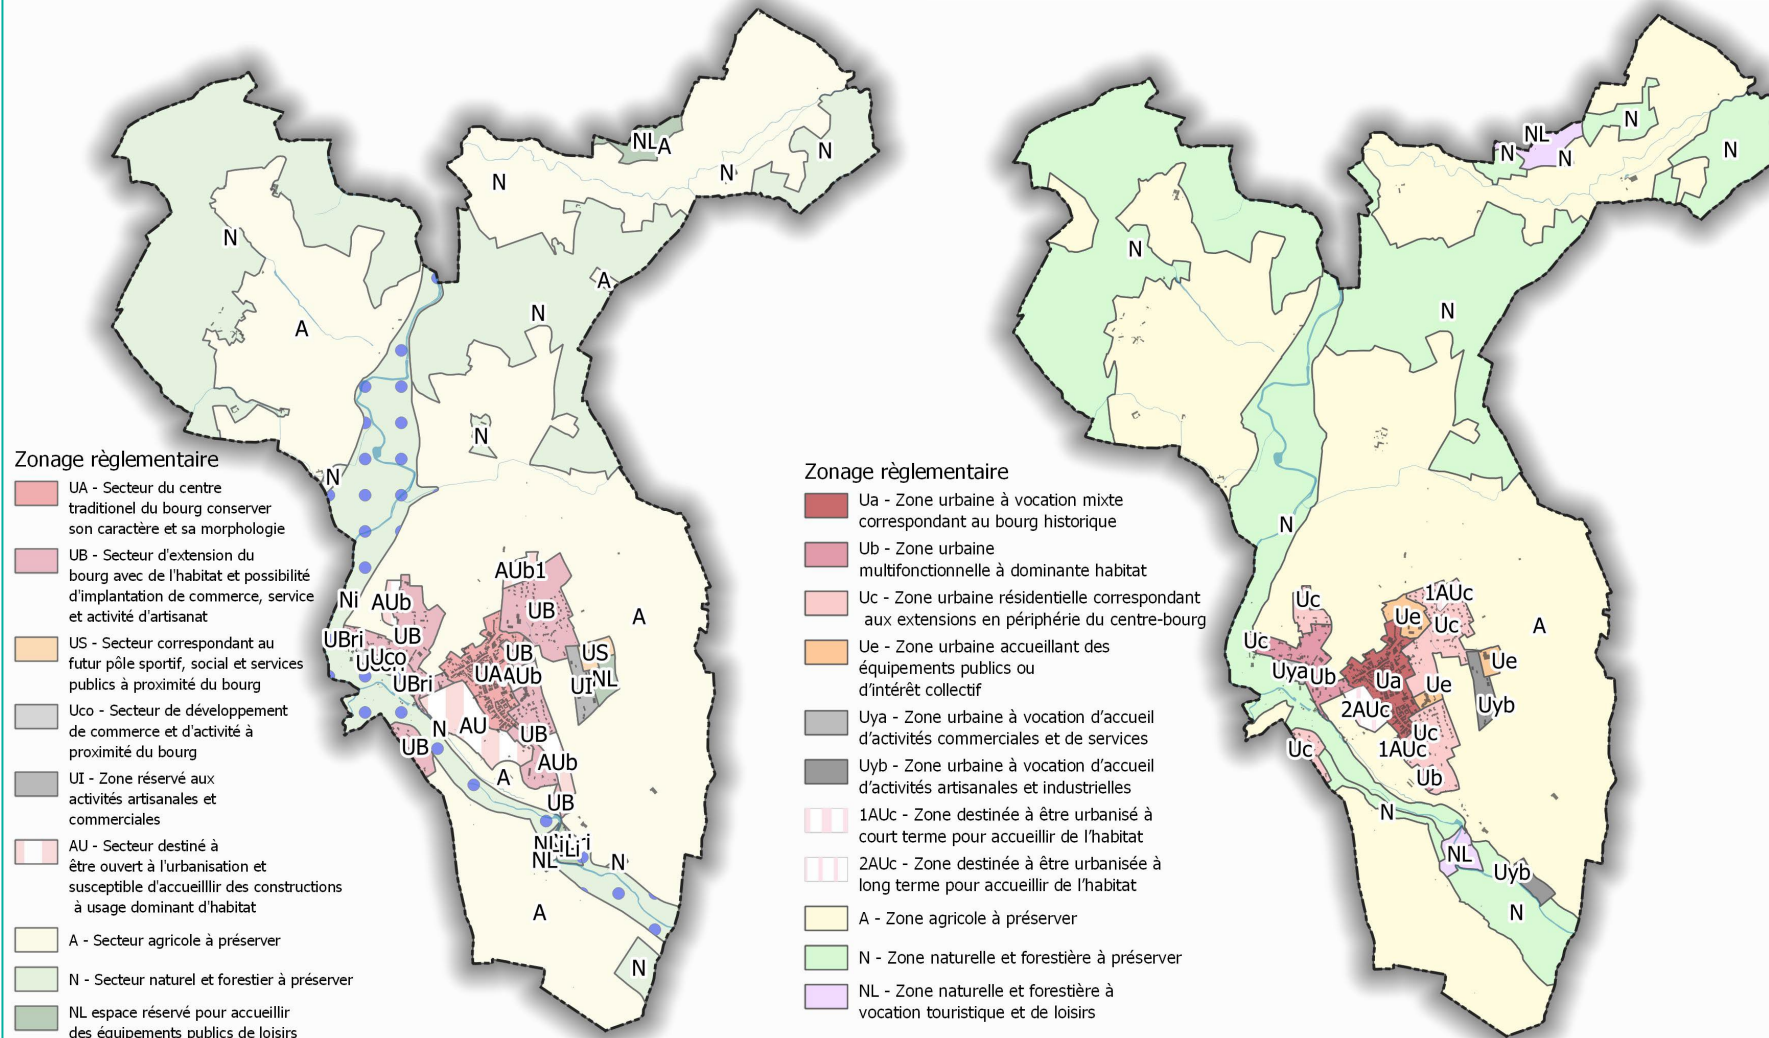 Zonage règlementaire
UA - Secteur du centre
traditionel du bourg conserver
son caractère et sa morphologie
UB - Secteur d'extension du
bourg avec de l'habitat et possibilité
d'implantation de commerce, service
et activité d'artisanat
US - Secteur correspondant au
futur pôle sportif, social et services
publics à proximité du bourg
Uco - Secteur de développement
de commerce et d'activité à
proximité du bourg
UI - Zone réservé aux
activités artisanales et
commerciales
AU - Secteur destiné à
être ouvert à l'urbanisation et
susceptible d'accueilllir des constructions
à usage dominant d'habitat
A - Secteur agricole à préserver
N - Secteur naturel et forestier à préserver
NL espace réservé pour accueillir
des équipements publics de loisirs
NL
A
N
N
N
N
A
N
A
N
N
AUb1
Ni
AUb
UB
A
UBri
UB
Uco
UB
US
UA
AUb
UI
NL
UBri
N
AU
UB
UB
A
AUb
UB
NL
N
A
N
Zonage règlementaire
Ua - Zone urbaine à vocation mixte
correspondant au bourg historique
Ub - Zone urbaine
multifonctionnelle à dominante habitat
Uc - Zone urbaine résidentielle correspondant
aux extensions en périphérie du centre-bourg
Ue - Zone urbaine accueillant des
équipements publics ou
d'intérêt collectif
Uya - Zone urbaine à vocation d'accueil
d'activités commerciales et de services
Uyb - Zone urbaine à vocation d'accueil
d'activités artisanales et industrielles
1AUc - Zone destinée à être urbanisé à
court terme pour accueillir de l'habitat
2AUc - Zone destinée à être urbanisée à
long terme pour accueillir de l'habitat
A - Zone agricole à préserver
N - Zone naturelle et forestière à préserver
NL - Zone naturelle et forestière à
vocation touristique et de loisirs
N
NL
N
N
N
N
N
N
Uc
1AUc
Ue
Uc
A
Uc
Uya
Ub
Ua
Ue
Ue
2AUc
Uyb
Uc
Uc
1AUc
Ub
N
NL
Uyb
N